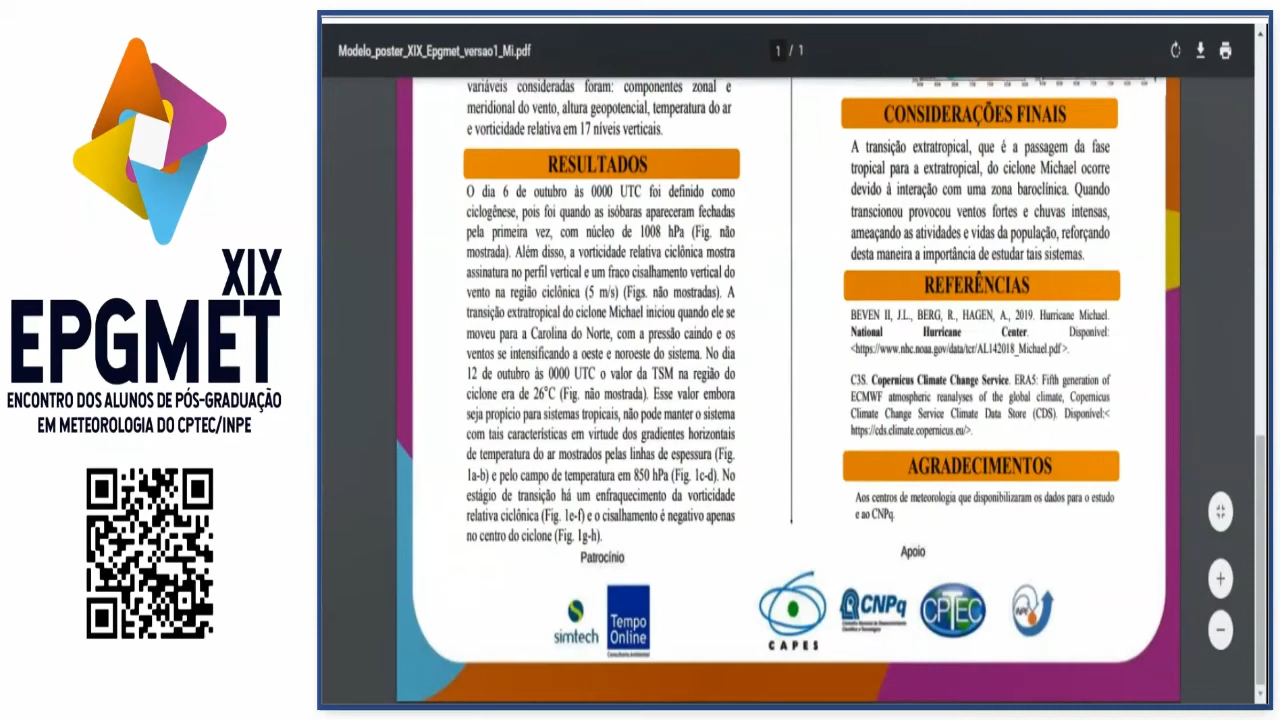 XIX
EPGMET
ENCONTRO DOS ALUNOS DE PÓS-GRADUAÇÃO
EM METEOROLOGIA DO CPTEC/INPE
Modelo_poster_XIX_Epgmet_versao1_Mi.pdf
1 / 1
variáveis consideradas foram: componentes zonal e
meridional do vento, altura geopotencial, temperatura do ar
e vorticidade relativa em 17 níveis verticais.
RESULTADOS
O dia 6 de outubro às 0000 UTC foi definido como
ciclogênese, pois foi quando as isóbaras apareceram fechadas
pela primeira vez, com núcleo de 1008 hPa (Fig. não
mostrada). Além disso, a vorticidade relativa ciclônica mostra
assinatura no perfil vertical e um fraco cisalhamento vertical do
vento na região ciclônica (5 m/s) (Figs. não mostradas). A
transição extratropical do ciclone Michael iniciou quando ele se
moveu para a Carolina do Norte, com a pressão caindo e os
ventos se intensificando a oeste e noroeste do sistema. No dia
12 de outubro às 0000 UTC o valor da TSM na região do
ciclone era de 26°C (Fig. não mostrada). Esse valor embora
seja propício para sistemas tropicais, não pode manter o sistema
com tais características em virtude dos gradientes horizontais
de temperatura do ar mostrados pelas linhas de espessura (Fig.
1a-b) e pelo campo de temperatura em 850 hPa (Fig. 1c-d). No
estágio de transição há um enfraquecimento da vorticidade
relativa ciclônica (Fig. 1e-f) e o cisalhamento é negativo apenas
no centro do ciclone (Fig. 1g-h).
CONSIDERAÇÕES FINAIS
A transição extratropical, que é a passagem da fase
tropical para a extratropical, do ciclone Michael ocorre
devido à interação com uma zona baroclínica. Quando
transcionou provocou ventos fortes e chuvas intensas,
ameaçando as atividades e vidas da população, reforçando
desta maneira a importância de estudar tais sistemas.
REFERÊNCIAS
BEVEN II, J.L., BERG, R., HAGEN, A., 2019. Hurricane Michael.
National Hurricane Center. Disponível:
<https://www.nhc.noaa.gov/data/tcr/AL142018_Michael.pdf>.
C3S. Copernicus Climate Change Service. ERA5: Fifth generation of
ECMWF atmospheric reanalyses of the global climate, Copernicus
Climate Change Service Climate Data Store (CDS). Disponível:<
https://cds.climate.copernicus.eu/>.
AGRADECIMENTOS
Aos centros de meteorologia que disponibilizaram os dados para o estudo
e ao CNPq.
Patrocínio
Apoio
simtech
Tempo
Online
CAPES
CNPq
CPTEC